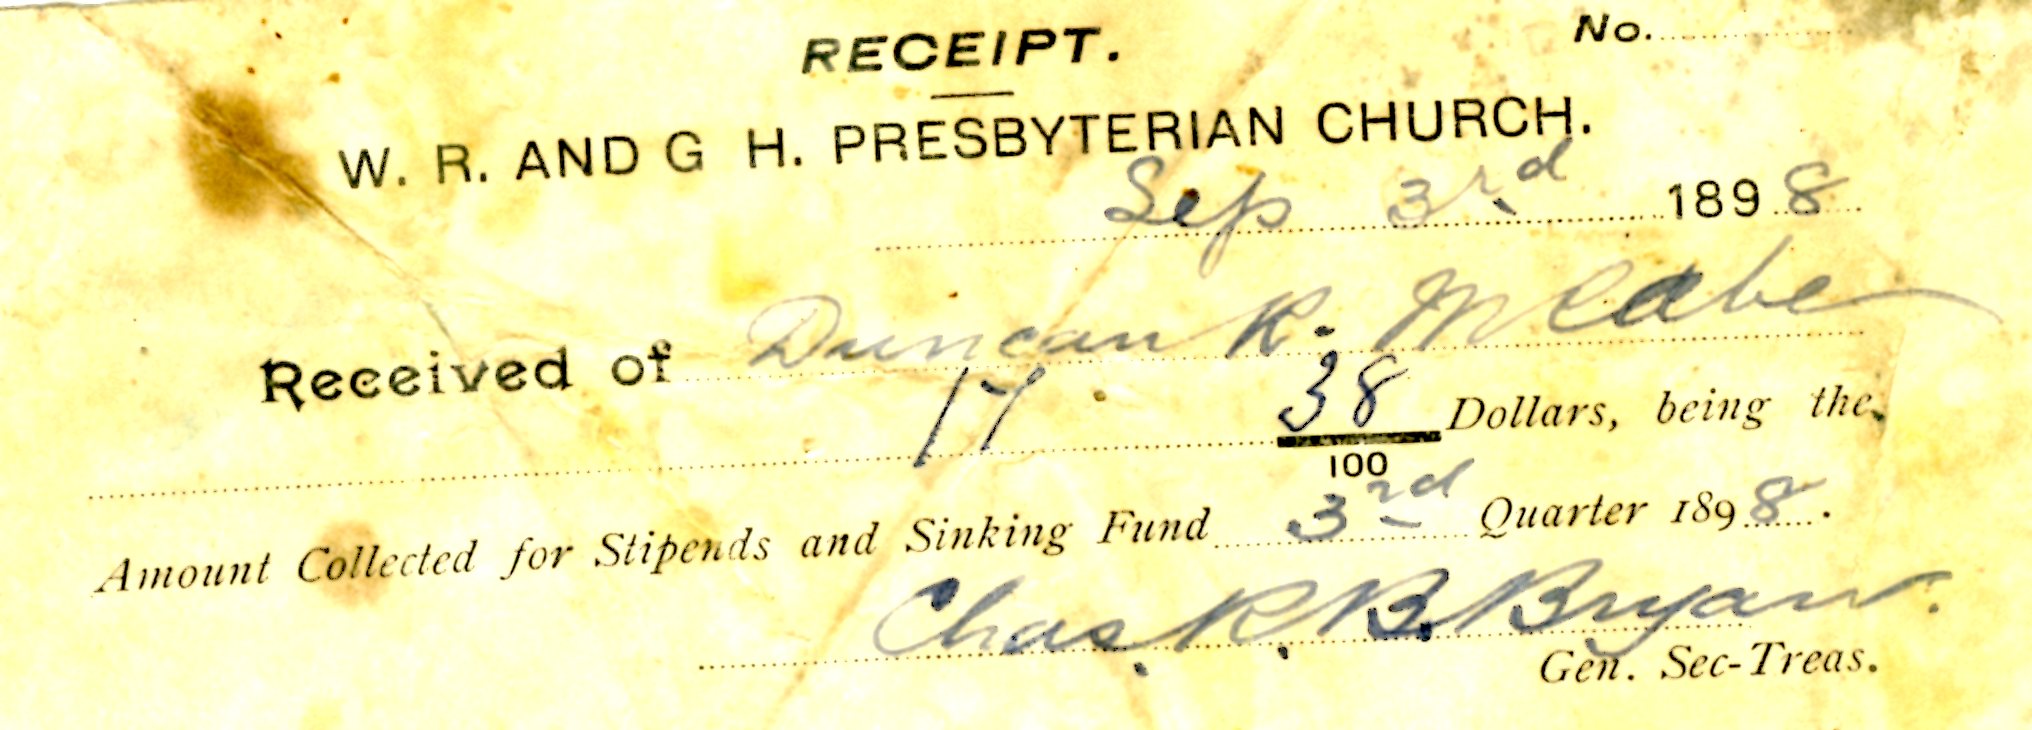 No.
RECEIPT.
W. R. AND G H. PRESBYTERIAN CHURCH.
Sep 3rd 1898
Received of Duncan R. McCabe
17 38/100 Dollars, being the
Amount Collected for Stipends and Sinking Fund 3rd Quarter 1898.
Chas. R. B. Bryan.
Gen. Sec-Treas.